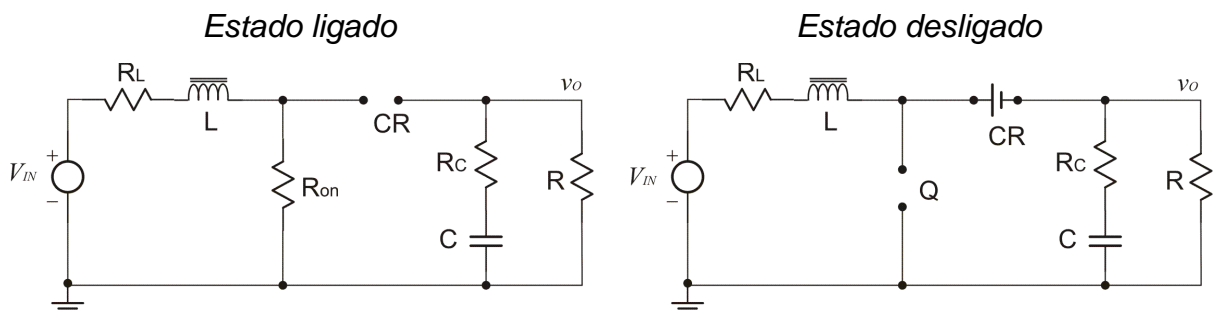 Estado ligado
RL
L
vO
VIN
+
−
Ron
CR
RC
C
R
Estado desligado
RL
L
vO
VIN
+
−
Q
CR
RC
C
R